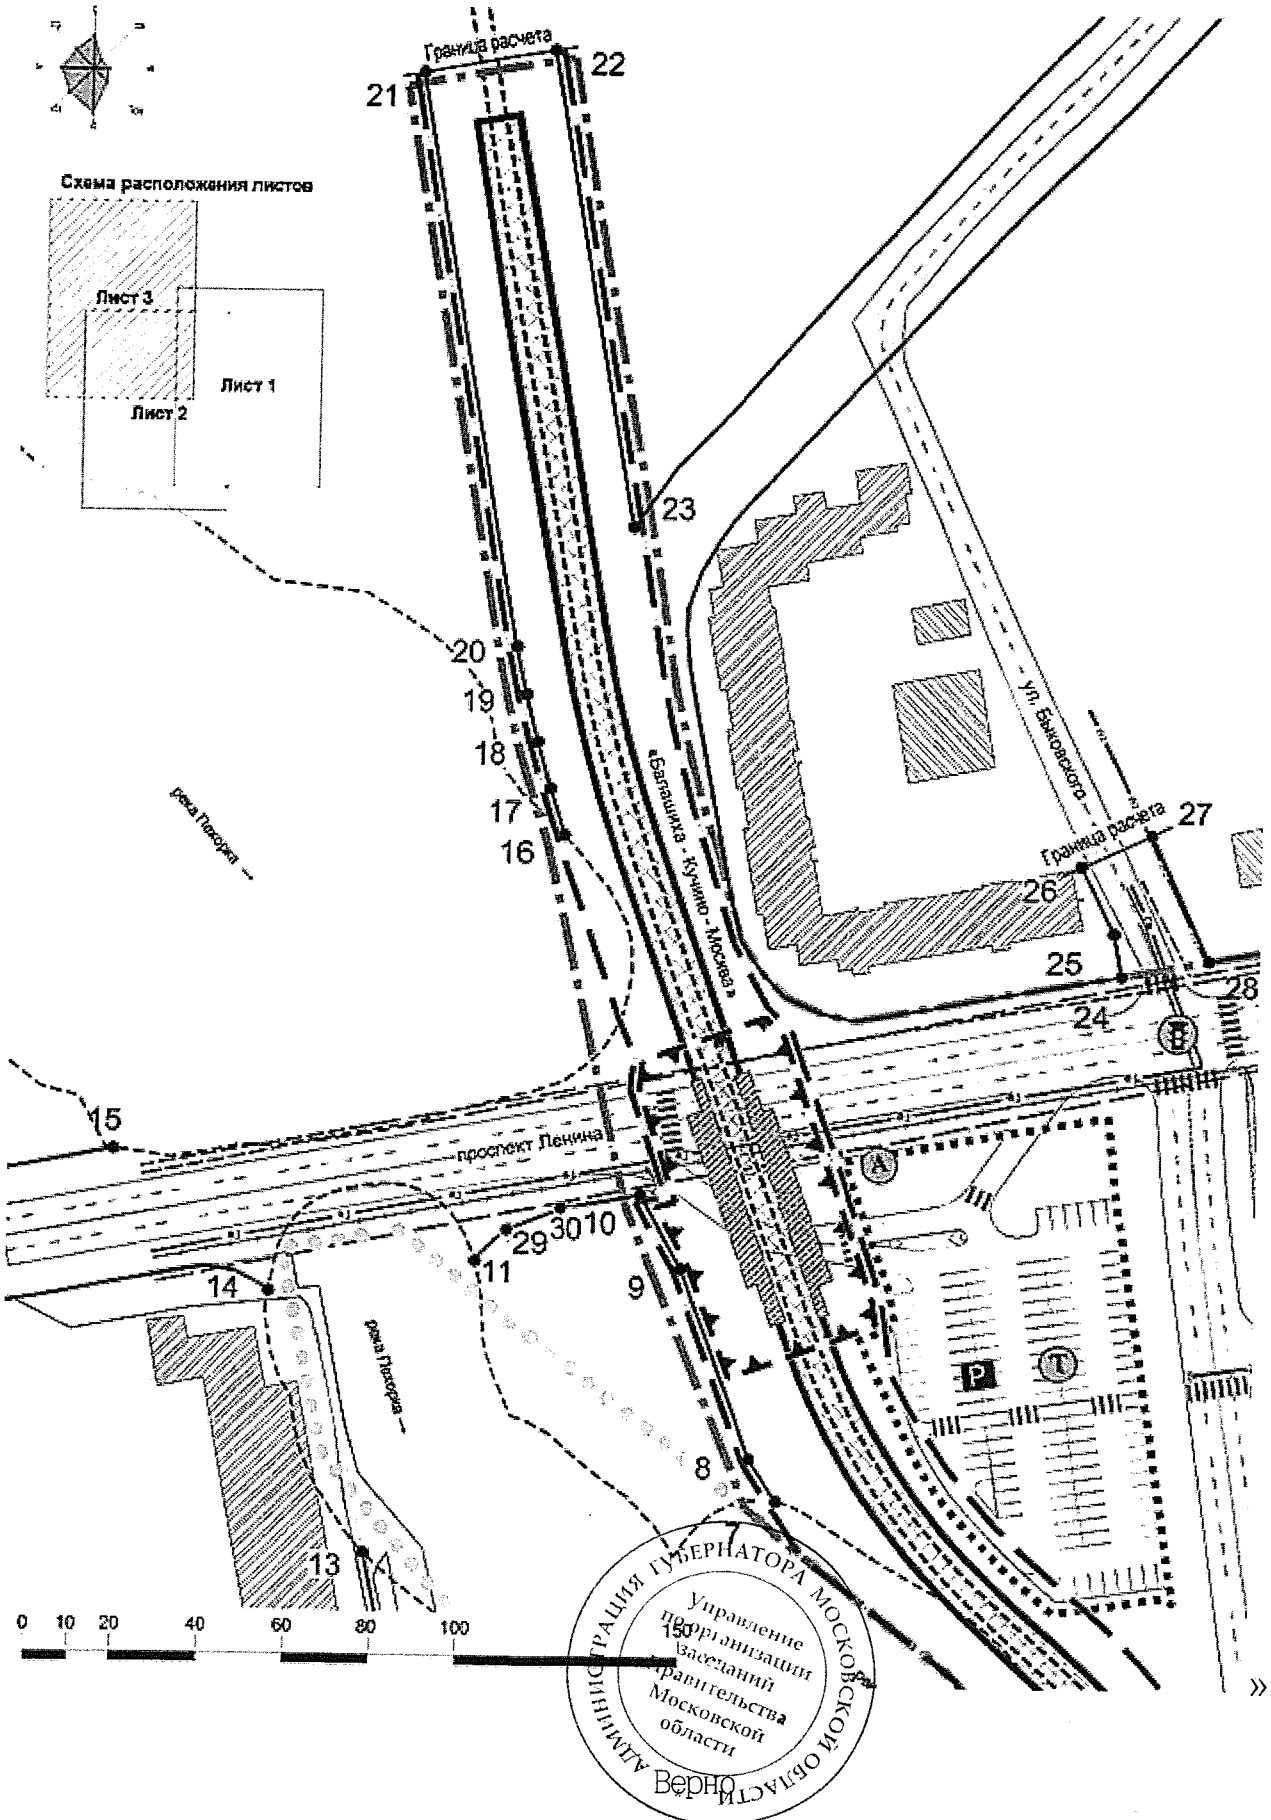 Граница расчета
22
21
Схема расположения листов
Лист 3
Лист 1
Лист 2
23
20
19
18
17
16
ул. Быковского
«Балашиха - Кучино - Москва»
река Пехорка
27
Граница расчета
26
25
28
24
15
проспект Ленина
А
30
10
29
11
14
9
река Пехорка
Р
Т
8
7
13
0 10 20 40 60 80 100 150
АДМИНИСТРАЦИЯ ГУБЕРНАТОРА МОСКОВСКОЙ ОБЛАСТИ
Управление
по организации
заседаний
Правительства
Московской
области
Верно
»